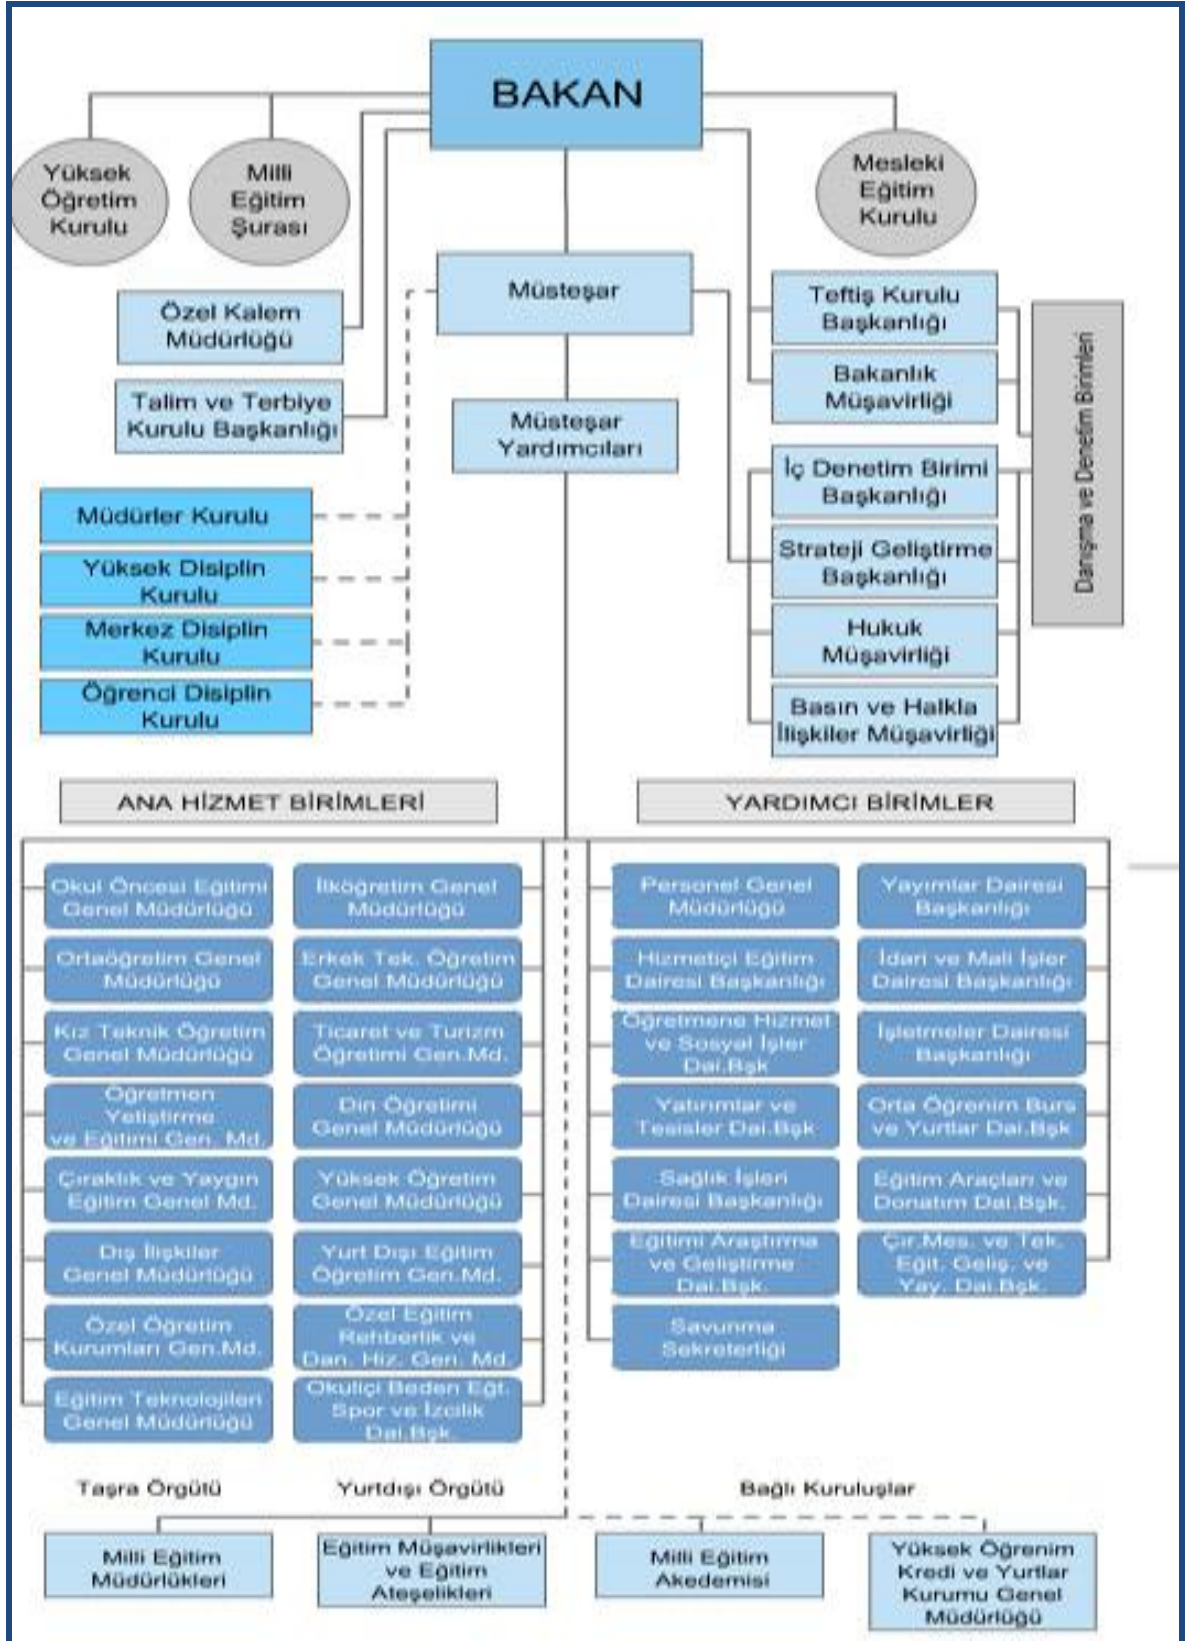 BAKAN
Yüksek
Öğretim
Kurulu
Milli
Eğitim
Şurası
Mesleki
Eğitim
Kurulu
Müsteşar
Özel Kalem
Müdürlüğü
Talim ve Terbiye
Kurulu Başkanlığı
Müsteşar
Yardımcıları
Teftiş Kurulu
Başkanlığı
Bakanlık
Müşavirliği
İç Denetim Birimi
Başkanlığı
Strateji Geliştirme
Başkanlığı
Hukuk
Müşavirliği
Basın ve Halkla
İlişkiler Müşavirliği
Danışma ve Denetim Birimleri
Müdürler Kurulu
Yüksek Disiplin
Kurulu
Merkez Disiplin
Kurulu
Öğrenci Disiplin
Kurulu
ANA HİZMET BİRİMLERİ
Okul Öncesi Eğitimi
Genel Müdürlüğü
İlköğretim Genel
Müdürlüğü
Ortaöğretim Genel
Müdürlüğü
Erkek Tek. Öğretim
Genel Müdürlüğü
Kız Teknik Öğretim
Genel Müdürlüğü
Ticaret ve Turizm
Öğretimi Gen.Md.
Öğretmen
Yetiştirme
ve Eğitimi Gen. Md.
Din Öğretimi
Genel Müdürlüğü
Çıraklık ve Yaygın
Eğitim Genel Md.
Yüksek Öğretim
Genel Müdürlüğü
Dış İlişkiler
Genel Müdürlüğü
Yurt Dışı Eğitim
Öğretim Gen.Md.
Özel Öğretim
Kurumları Gen.Md.
Özel Eğitim
Rehberlik ve
Dan. Hiz. Gen. Md.
Eğitim Teknolojileri
Genel Müdürlüğü
Okuliçi Beden Eğt.
Spor ve İzcilik
Dai.Bşk.
YARDIMCI BİRİMLER
Personel Genel
Müdürlüğü
Yayımlar Dairesi
Başkanlığı
Hizmetiçi Eğitim
Dairesi Başkanlığı
İdari ve Mali İşler
Dairesi Başkanlığı
Öğretmene Hizmet
ve Sosyal İşler
Dai.Bşk
İşletmeler Dairesi
Başkanlığı
Yatırımlar ve
Tesisler Dai.Bşk
Orta Öğrenim Burs
ve Yurtlar Dai.Bşk
Sağlık İşleri
Dairesi Başkanlığı
Eğitim Araçları ve
Donatım Dai.Bşk.
Eğitimi Araştırma
ve Geliştirme
Dai.Bşk.
Çır.Mes. ve Tek.
Eğit. Geliş. ve
Yay. Dai.Bşk.
Savunma
Sekreterliği
Taşra Örgütü
Yurtdışı Örgütü
Bağlı Kuruluşlar
Milli Eğitim
Müdürlükleri
Eğitim Müşavirlikleri
ve Eğitim
Ateşelikleri
Milli Eğitim
Akedemisi
Yüksek Öğrenim
Kredi ve Yurtlar
Kurumu Genel
Müdürlüğü